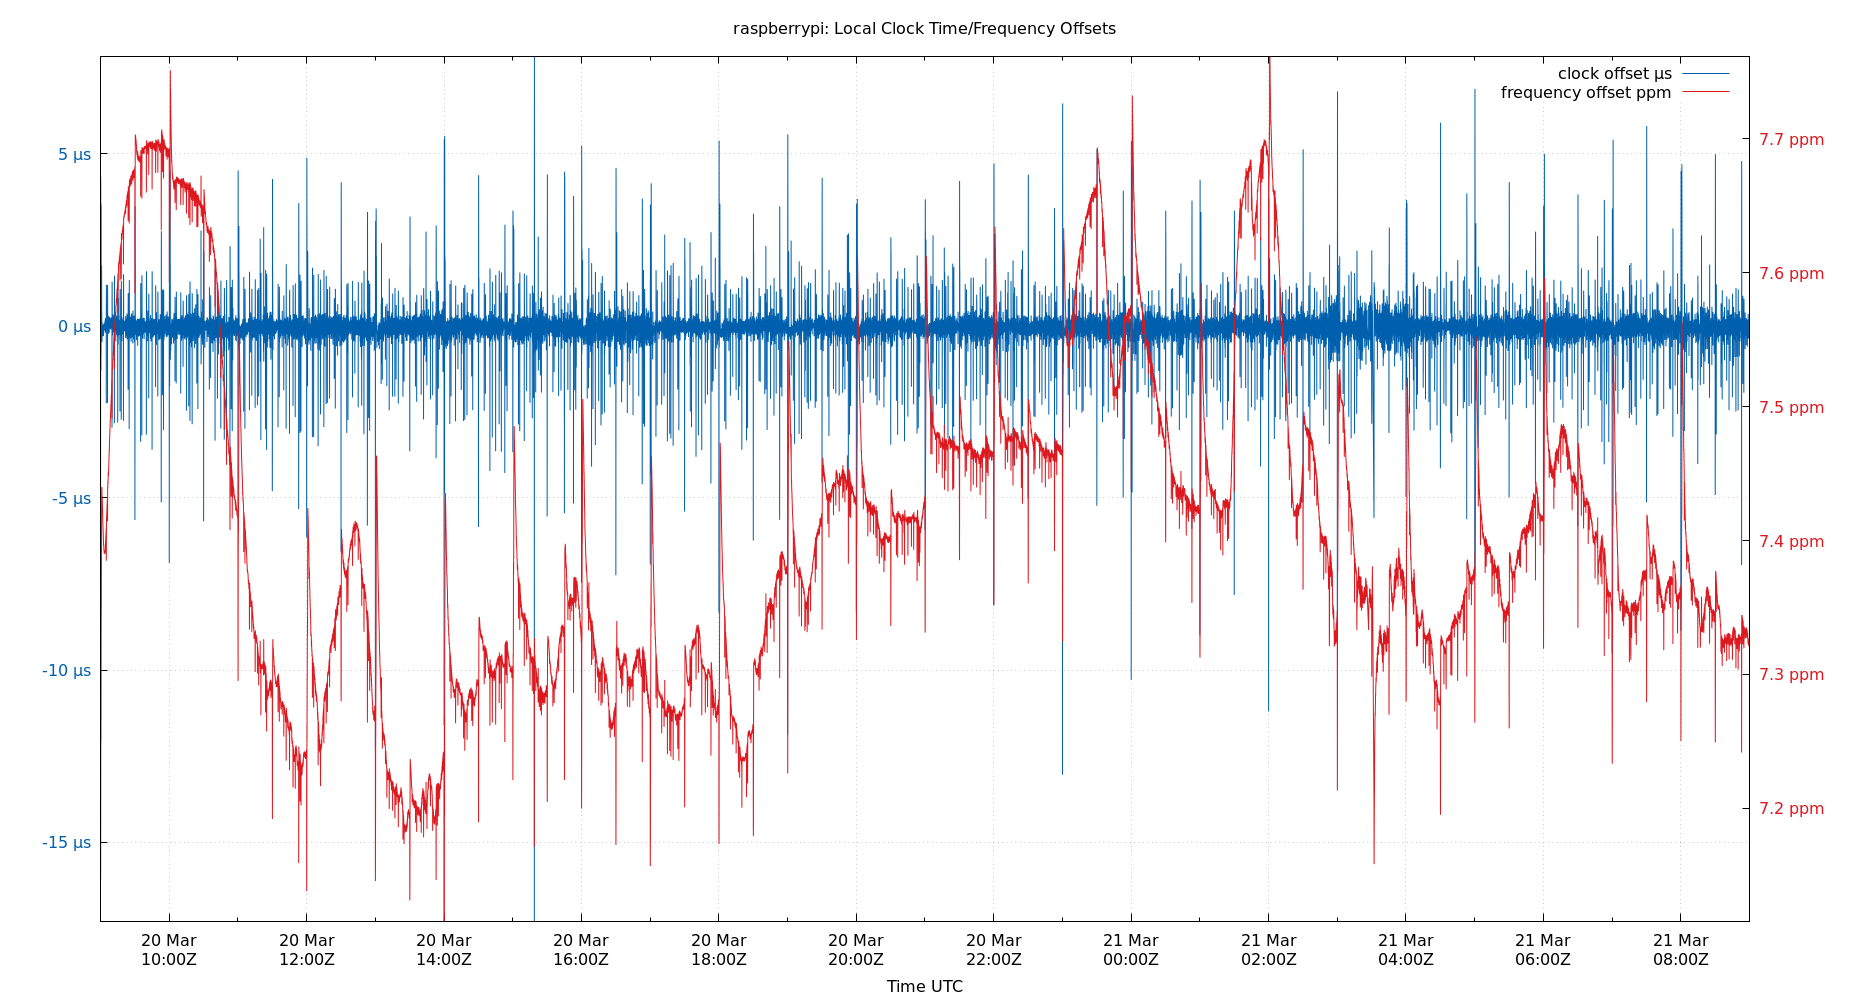 raspberrypi: Local Clock Time/Frequency Offsets
clock offset µs
frequency offset ppm
5 µs
0 µs
-5 µs
-10 µs
-15 µs
7.7 ppm
7.6 ppm
7.5 ppm
7.4 ppm
7.3 ppm
7.2 ppm
20 Mar 20 Mar 20 Mar 20 Mar 20 Mar 20 Mar 20 Mar 21 Mar 21 Mar 21 Mar 21 Mar 21 Mar
10:00Z 12:00Z 14:00Z 16:00Z 18:00Z 20:00Z 22:00Z 00:00Z 02:00Z 04:00Z 06:00Z 08:00Z
Time UTC